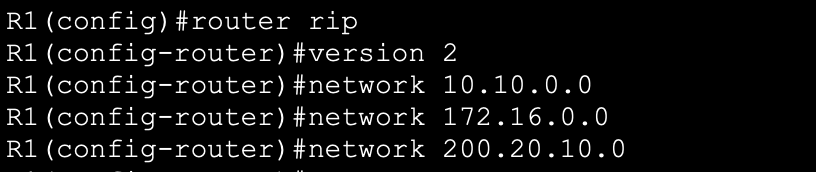 R1(config)#router rip
R1(config-router)#version 2
R1(config-router)#network 10.10.0.0
R1(config-router)#network 172.16.0.0
R1(config-router)#network 200.20.10.0